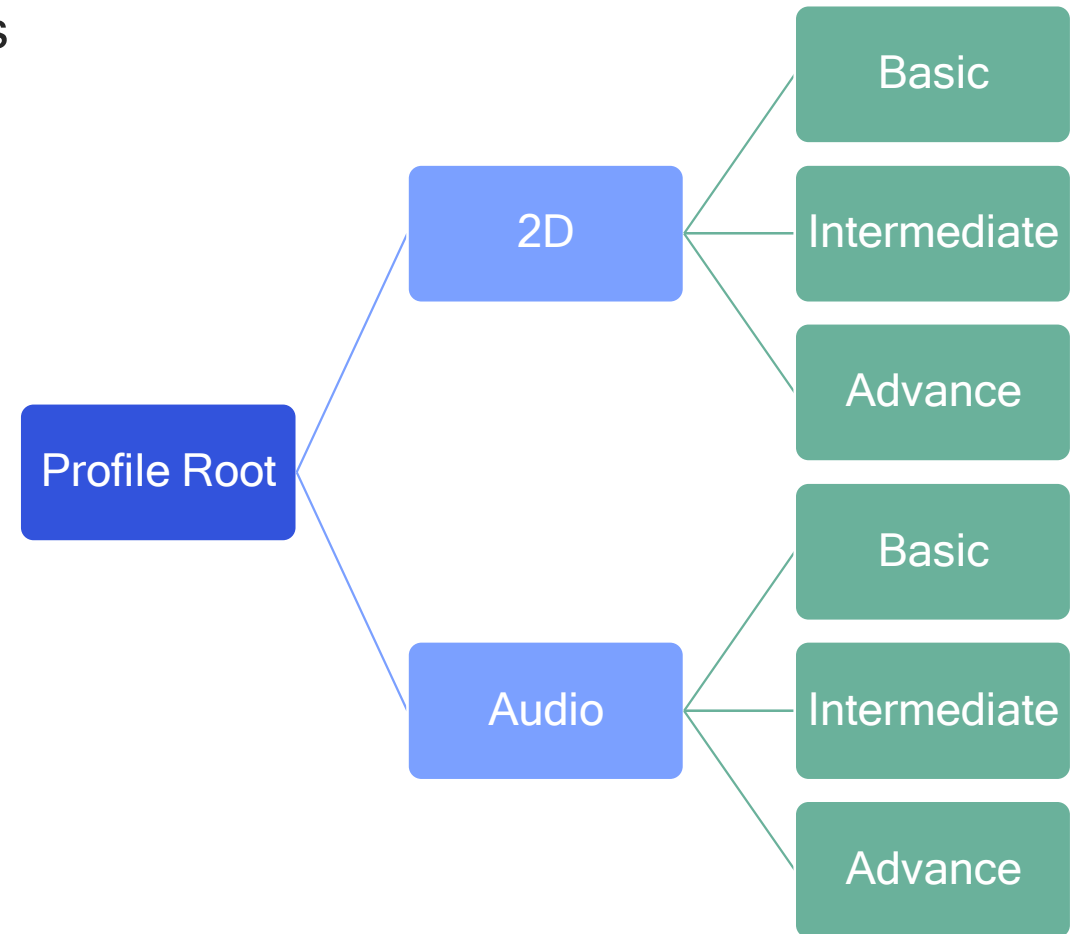 s
Profile Root
2D
Basic
Intermediate
Advance
Audio
Basic
Intermediate
Advance